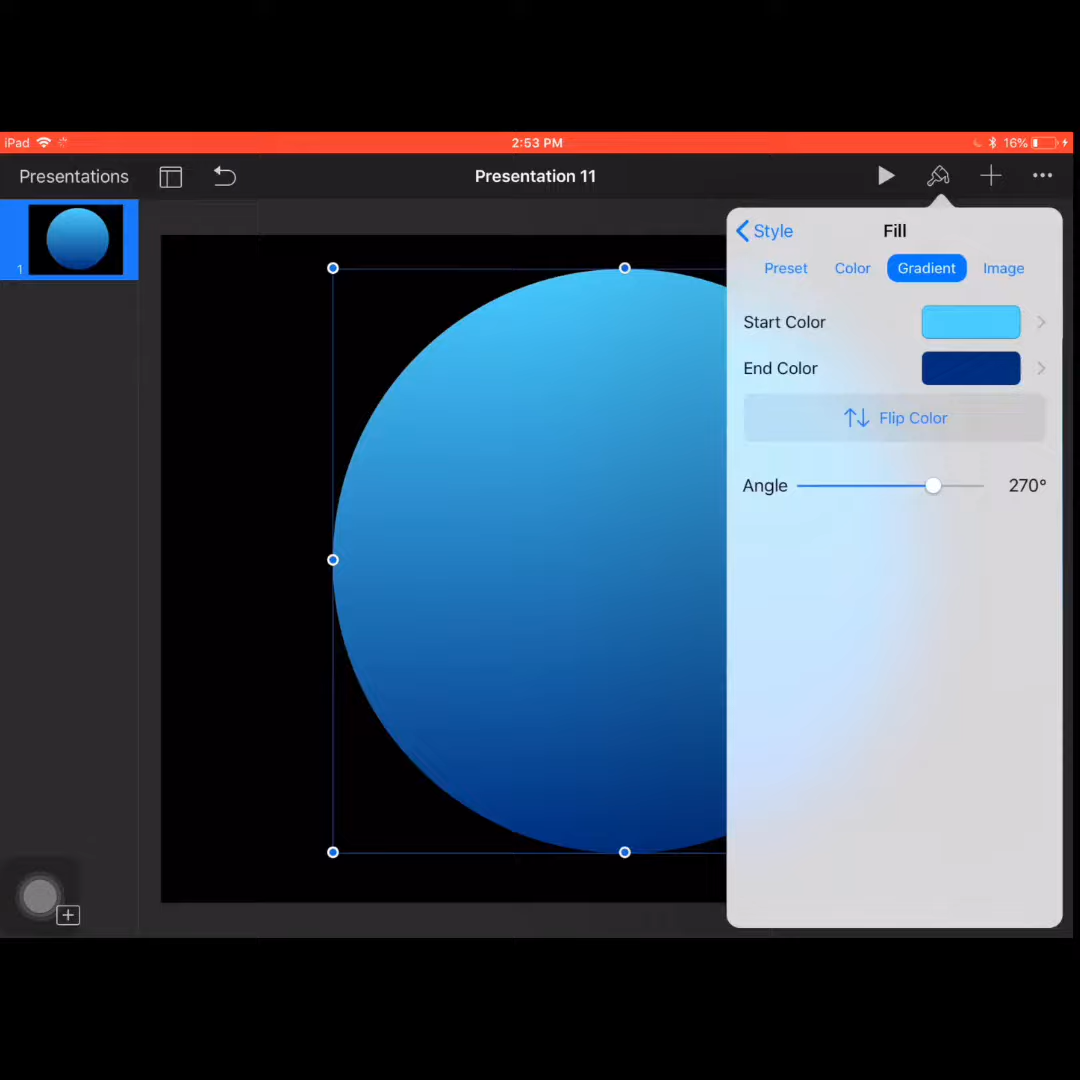 iPad 2:53 PM 16%
Presentations Presentation 11
1
Style Fill
Preset Color Gradient Image
Start Color
End Color
Flip Color
Angle 270°